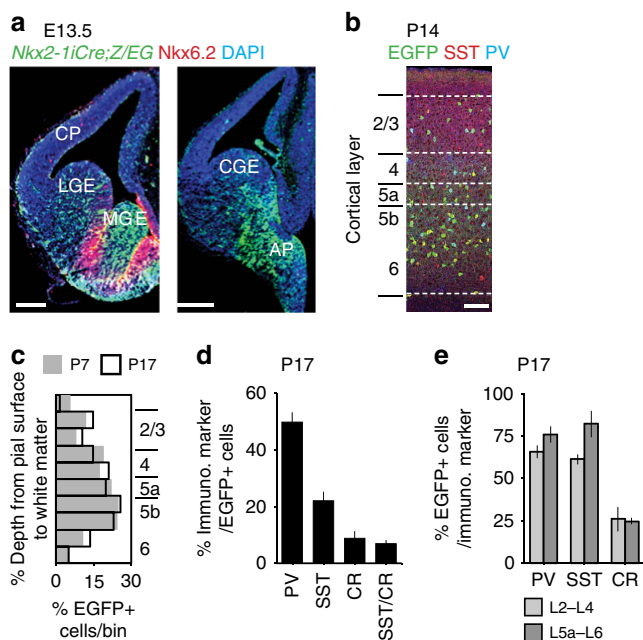 a E13.5
Nkx2-1iCre;Z/EG Nkx6.2 DAPI
CP
LGE
MGE
CGE
AP
b P14
EGFP SST PV
Cortical layer
2/3
4
5a
5b
6
c P7 P17
% Depth from pial surface
to white matter
2/3
4
5a
5b
6
0 15 30
% EGFP+
cells/bin
d P17
% Immuno. marker
/EGFP+ cells
60
40
20
0
PV SST CR SST/CR
e P17
% EGFP+ cells
/immuno. marker
100
75
50
25
0
PV SST CR
L2–L4
L5a–L6